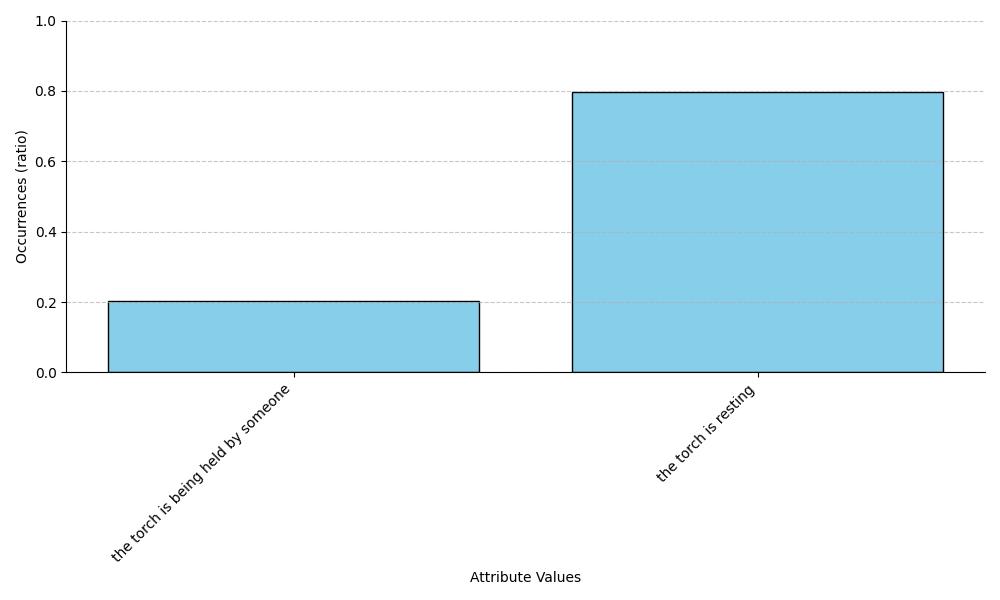 1.0
0.8
0.6
0.4
0.2
0.0
Occurrences (ratio)
the torch is being held by someone
the torch is resting
Attribute Values